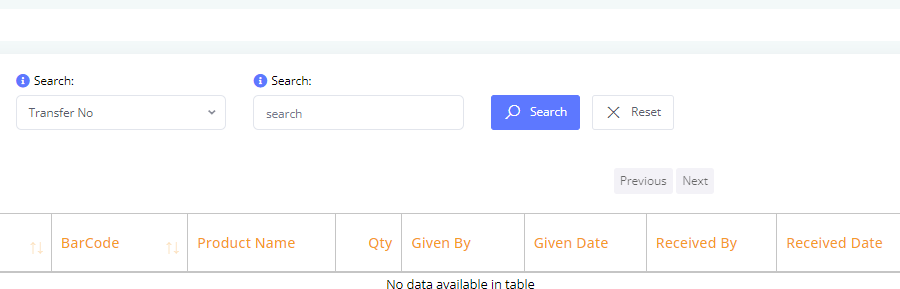 Search: Search:
Transfer No search Search Reset
Previous Next
BarCode Product Name Qty Given By Given Date Received By Received Date
No data available in table